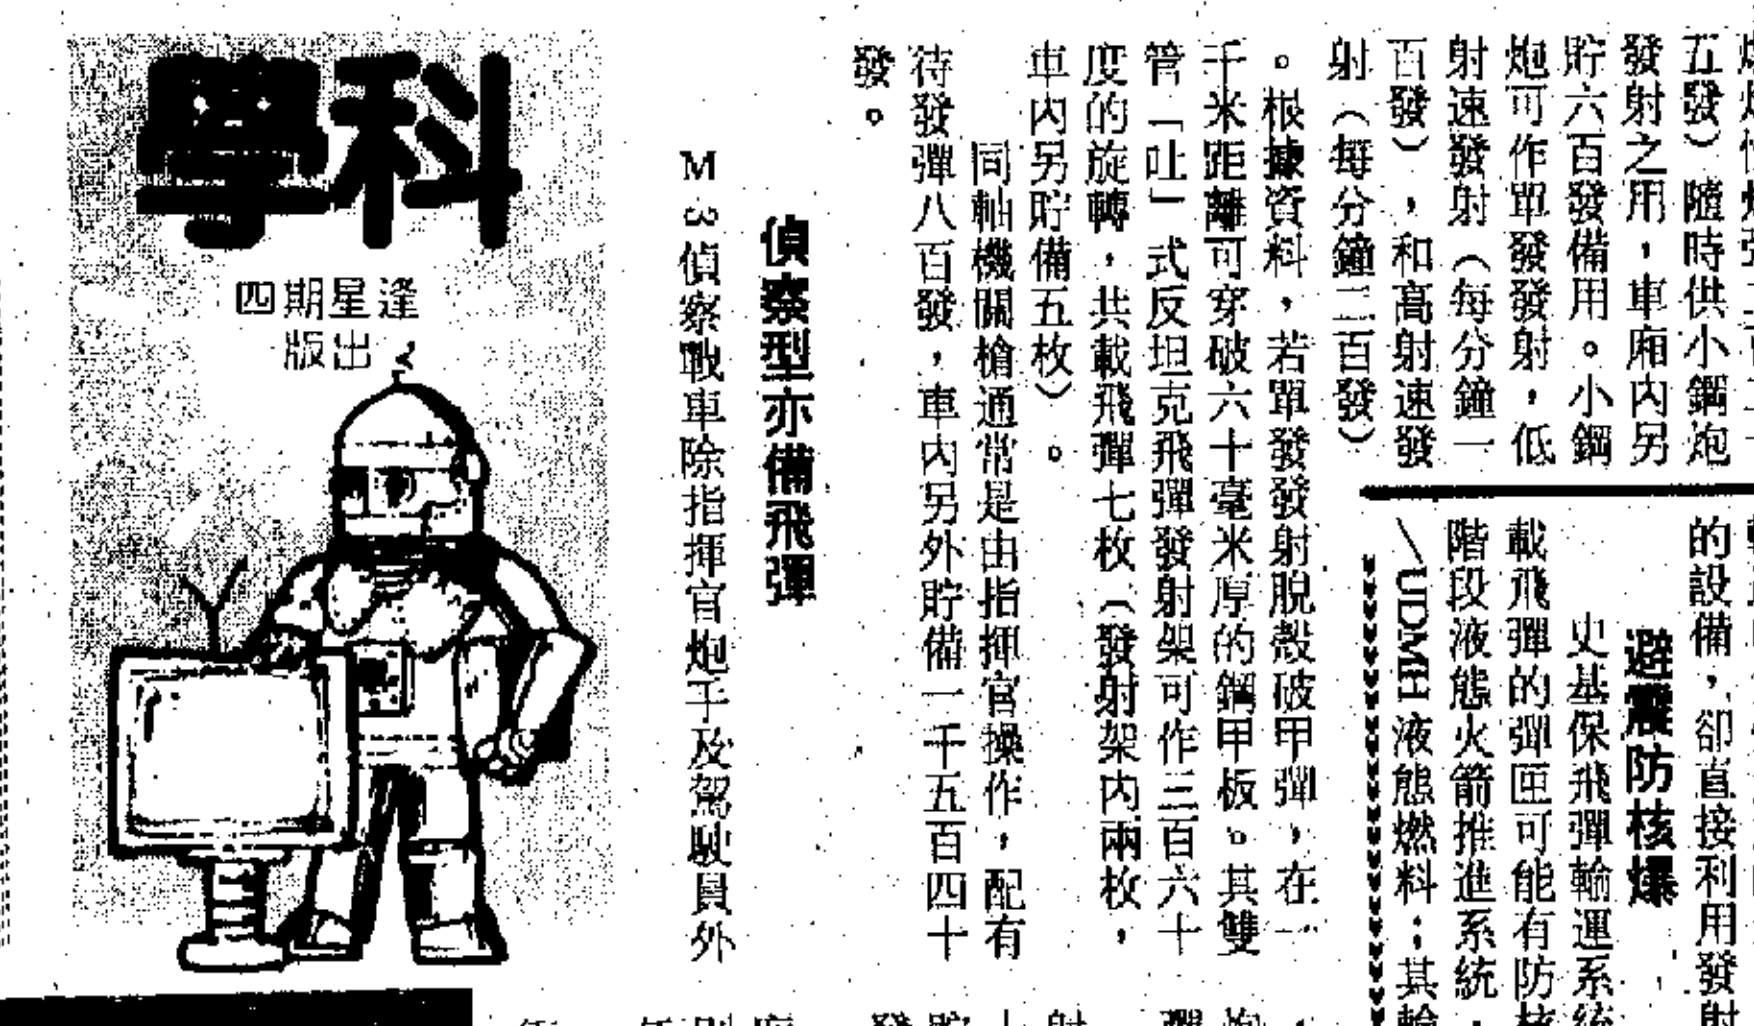 五發）隨時供小鋼炮
發射之用，車廂內另
貯六百發備用。小鋼
炮可作單發發射，低
射速發射（每分鐘一
百發），和高射速發
射（每分鐘二百發）
。根據資料，若單發發射脫殼破甲彈，在一
千米距離可穿破六十毫米厚的鋼甲板。其雙
管「吐」式反坦克飛彈發射架可作三百六十
度的旋轉，共載飛彈七枚（發射架內兩枚，
車內另貯備五枚）。
同軸機關槍通常是由指揮官操作，配有
待發彈八百發，車內另外貯備一千五百四十
發。
偵察型亦備飛彈
M3偵察戰車除指揮官炮手及駕駛員外
科學
逢星期四
出版
的設備，卻直接利用發射
避震防核爆
史基保飛彈輸運系統
載飛彈的彈匣可能有防核
階段液態火箭推進系統，
／UDMH液態燃料；其輸